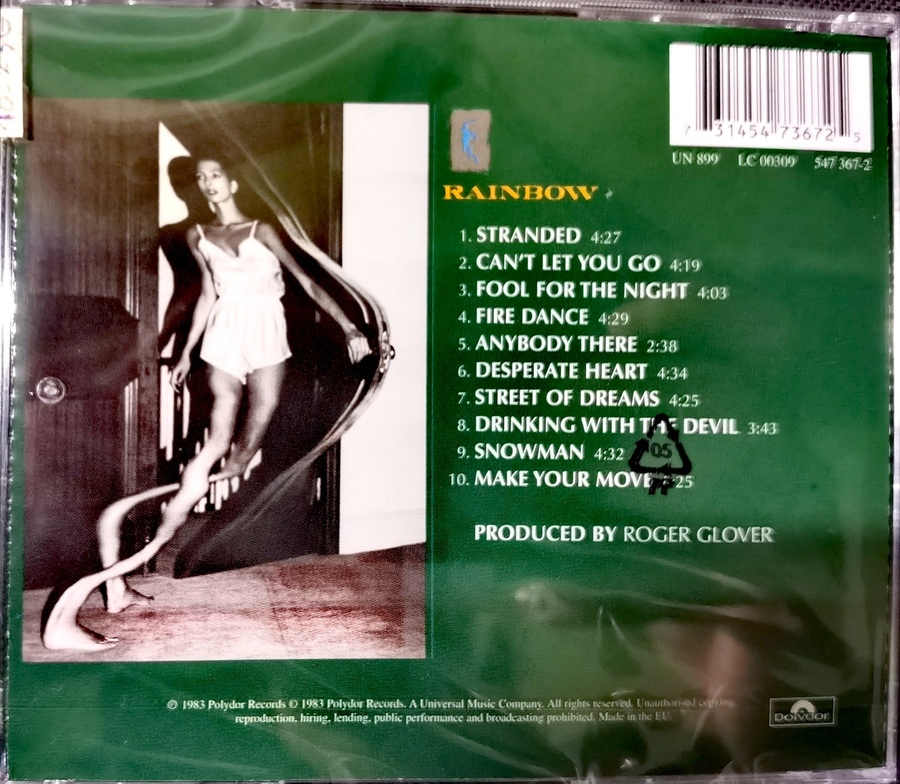 7 31454 73672 5
UN 899 LC 00309 547 367-2
RAINBOW
1. STRANDED 4:27
2. CAN'T LET YOU GO 4:19
3. FOOL FOR THE NIGHT 4:03
4. FIRE DANCE 4:29
5. ANYBODY THERE 2:38
6. DESPERATE HEART 4:34
7. STREET OF DREAMS 4:25
8. DRINKING WITH THE DEVIL 3:43
9. SNOWMAN 4:32
10. MAKE YOUR MOVE :25
05
PP
PRODUCED BY ROGER GLOVER
℗ 1983 Polydor Records © 1983 Polydor Records. A Universal Music Company. All rights reserved. Unauthorised copying,
reproduction, hiring, lending, public performance and broadcasting prohibited. Made in the EU.
Polydor